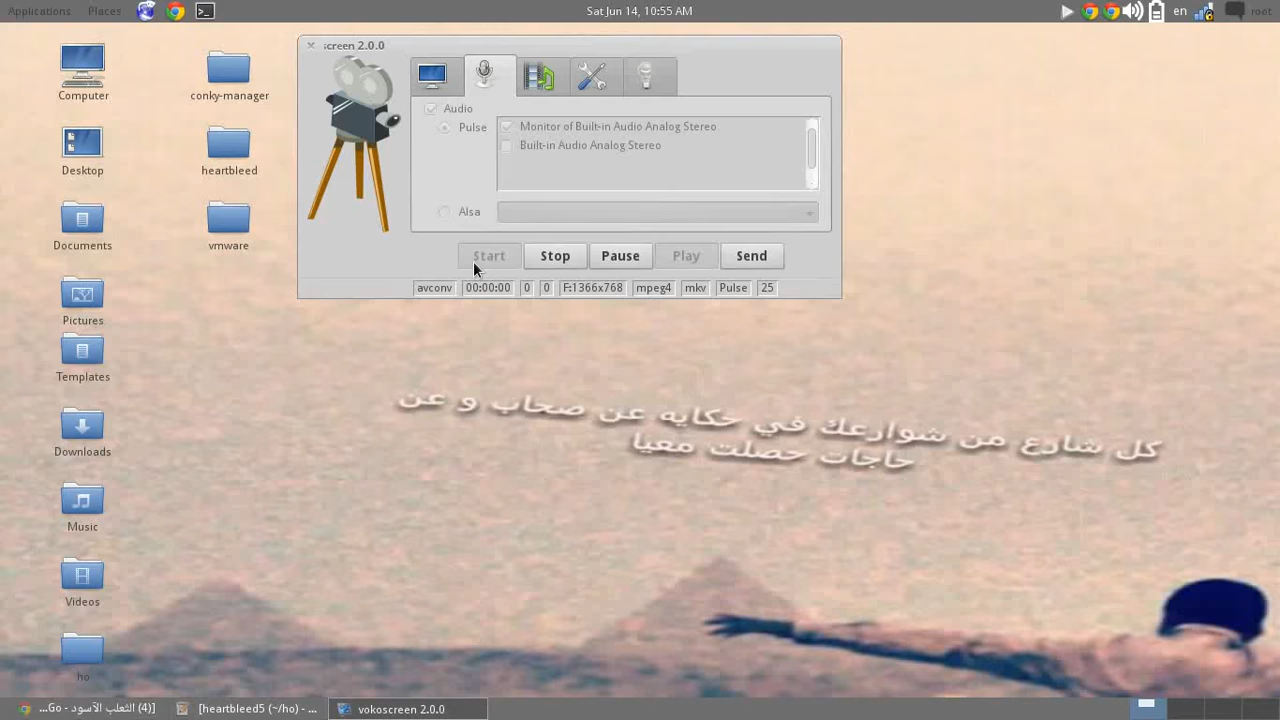 Applications
Places
Sat Jun 14, 10:55 AM
en
root
Computer
conky-manager
Desktop
heartbleed
Documents
vmware
Pictures
Templates
Downloads
Music
Videos
ho
screen 2.0.0
Audio
Pulse
Monitor of Built-in Audio Analog Stereo
Built-in Audio Analog Stereo
Alsa
Start
Stop
Pause
Play
Send
avconv
00:00:00
0
0
F:1366x768
mpeg4
mkv
Pulse
25
كل شارع من شوارعك في حكايه عن صحاب و عن
حاجات حصلت معيا
...Go - الثعلب الآسود (4)]
[heartbleed5 (~/ho) - ...
vokoscreen 2.0.0